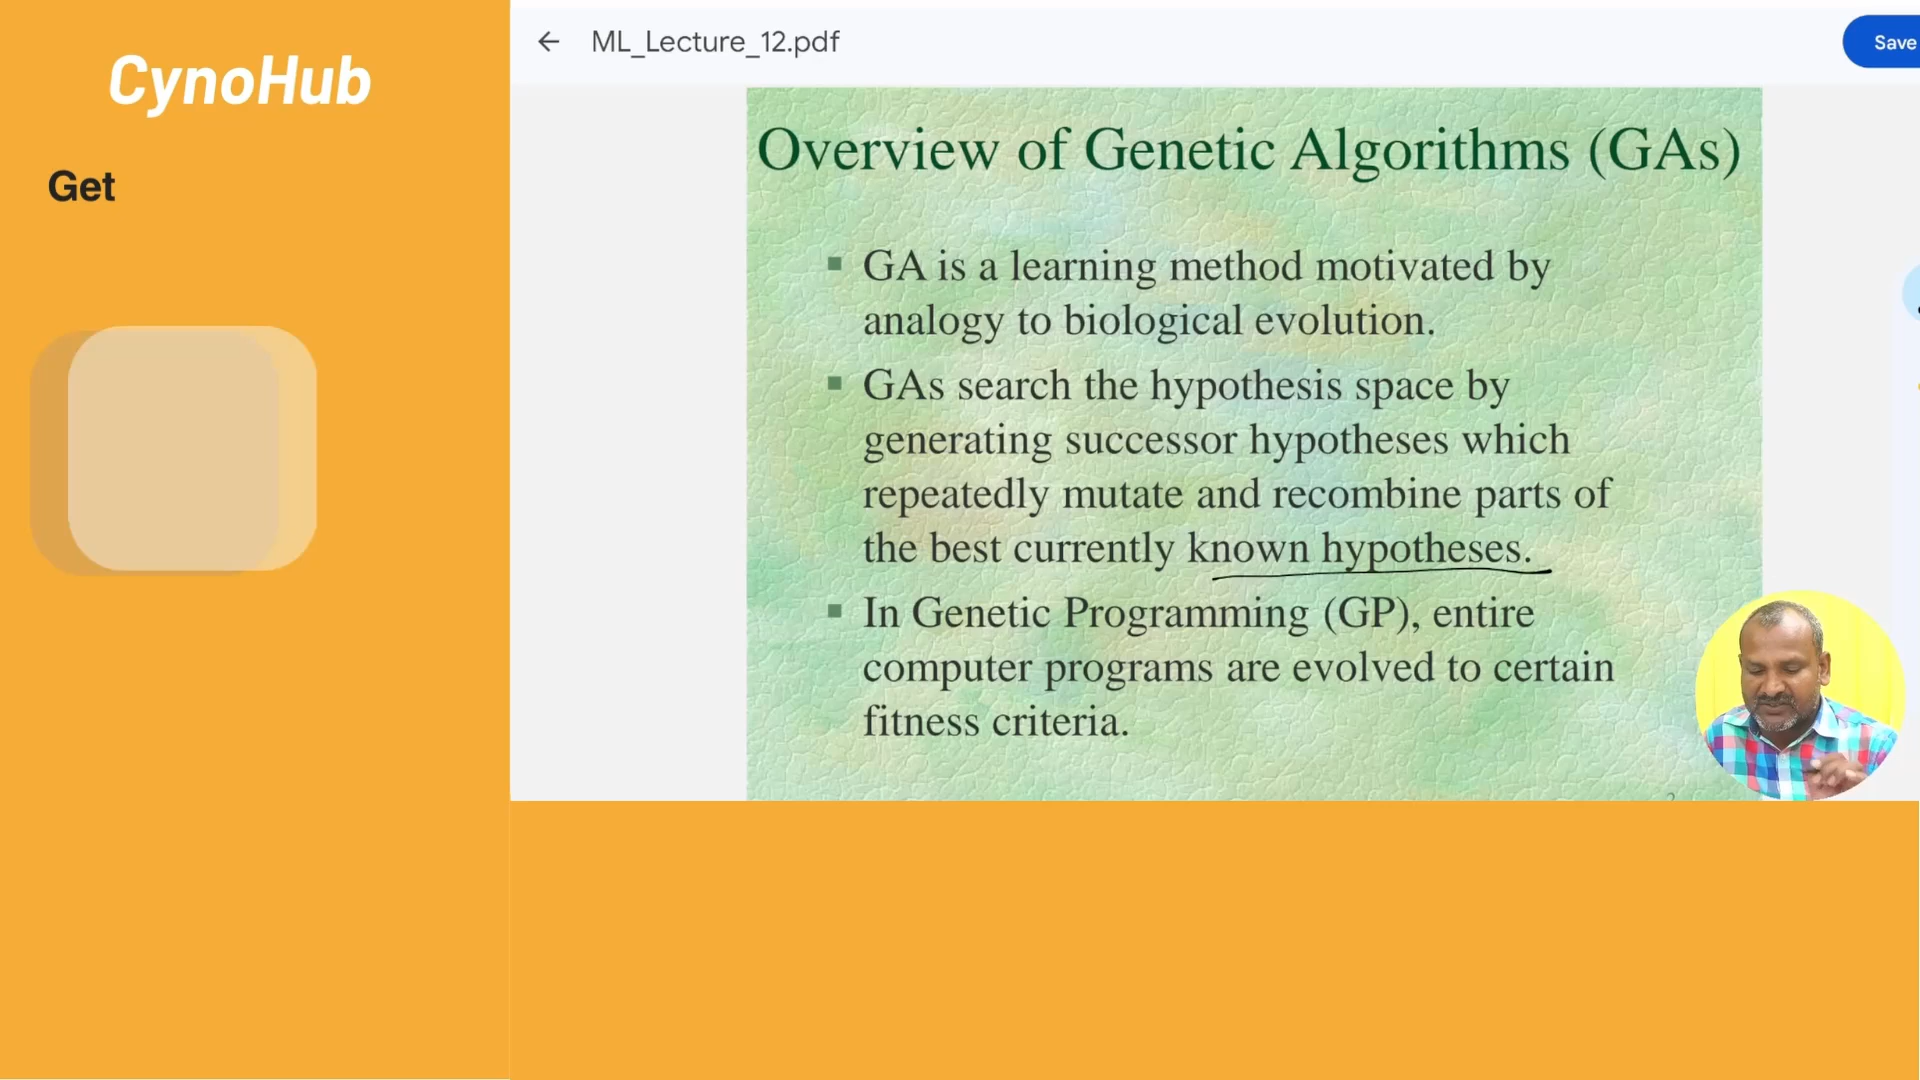 CynoHub
Get
ML_Lecture_12.pdf
Save
Overview of Genetic Algorithms (GAs)
▪ GA is a learning method motivated by
analogy to biological evolution.
▪ GAs search the hypothesis space by
generating successor hypotheses which
repeatedly mutate and recombine parts of
the best currently known hypotheses.
▪ In Genetic Programming (GP), entire
computer programs are evolved to certain
fitness criteria.